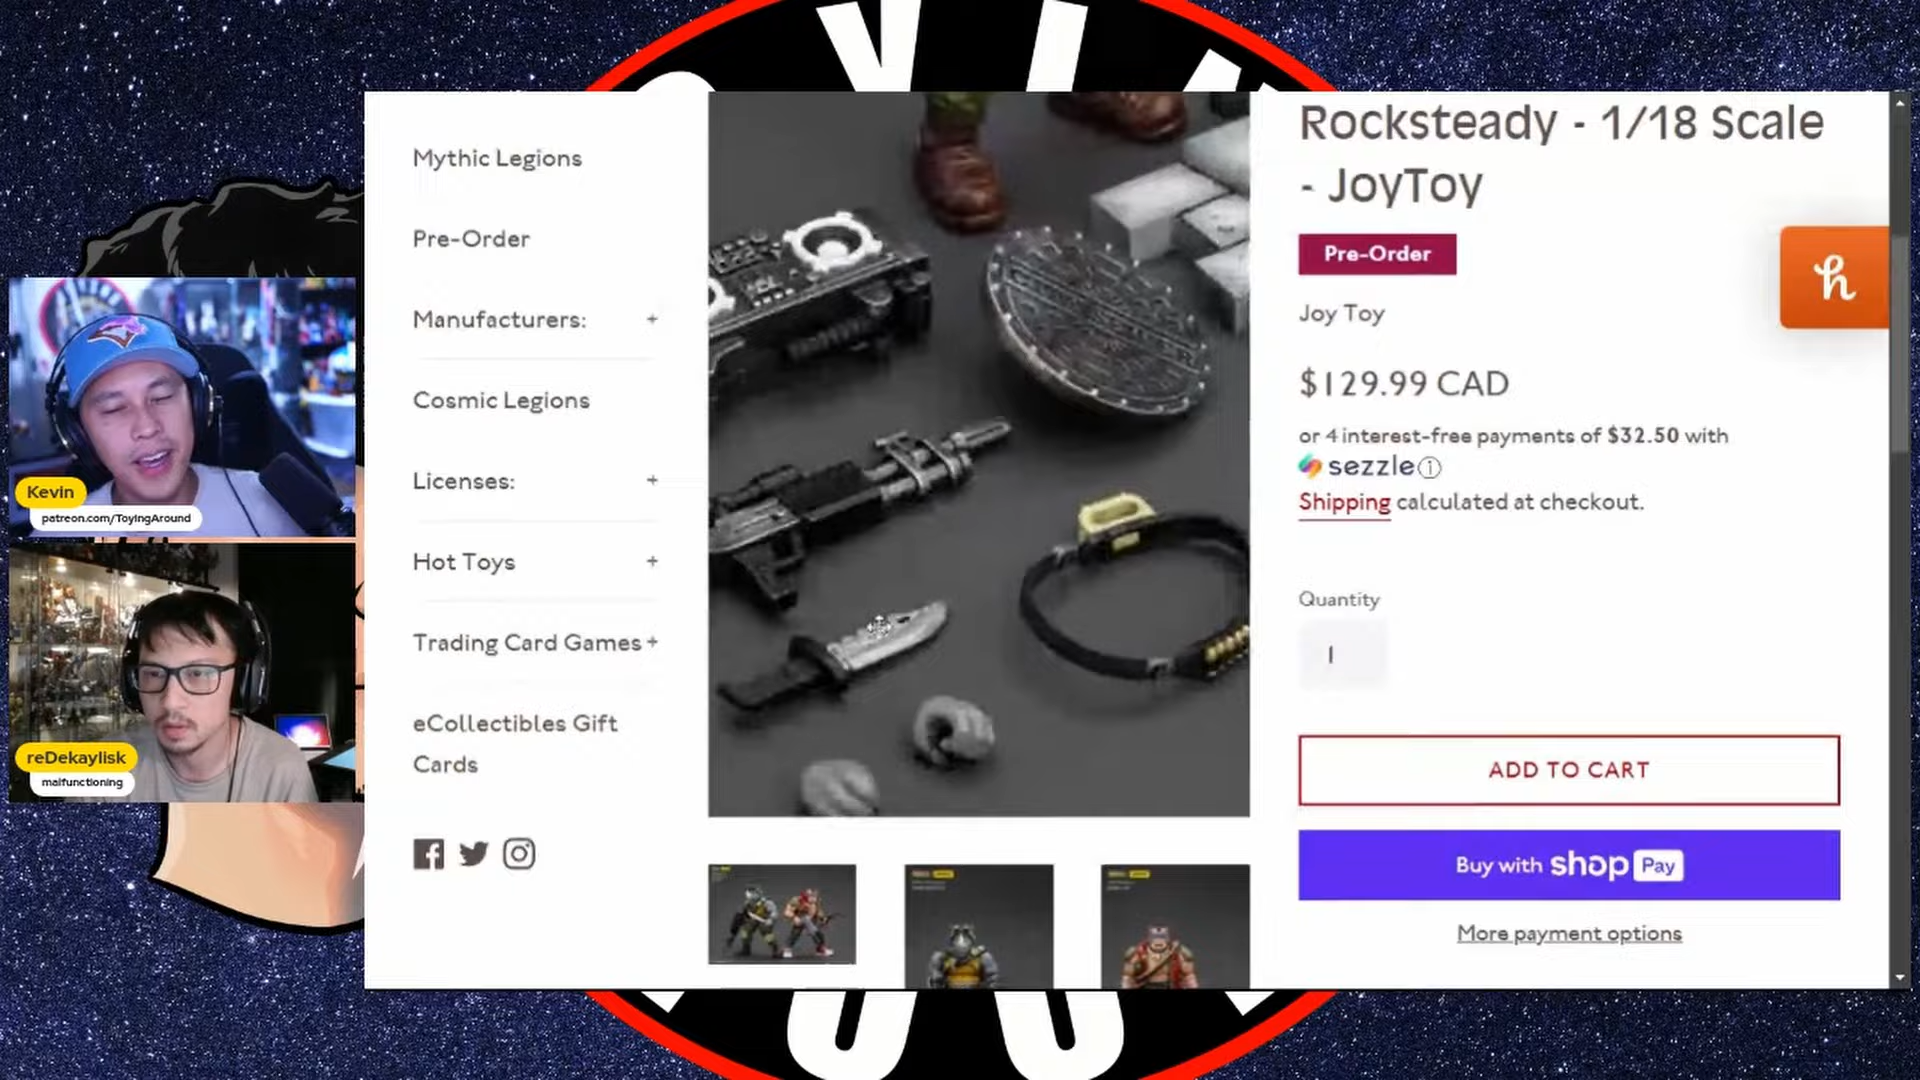 Mythic Legions
Pre-Order
Manufacturers: +
Cosmic Legions
Licenses: +
Hot Toys +
Trading Card Games +
eCollectibles Gift
Cards
Rocksteady - 1/18 Scale
- JoyToy
Pre-Order
Joy Toy
$129.99 CAD
or 4 interest-free payments of $32.50 with
sezzle
Shipping calculated at checkout.
Quantity
1
ADD TO CART
Buy with shop Pay
More payment options
h
Kevin
patreon.com/ToyingAround
reDekaylisk
malfunctioning